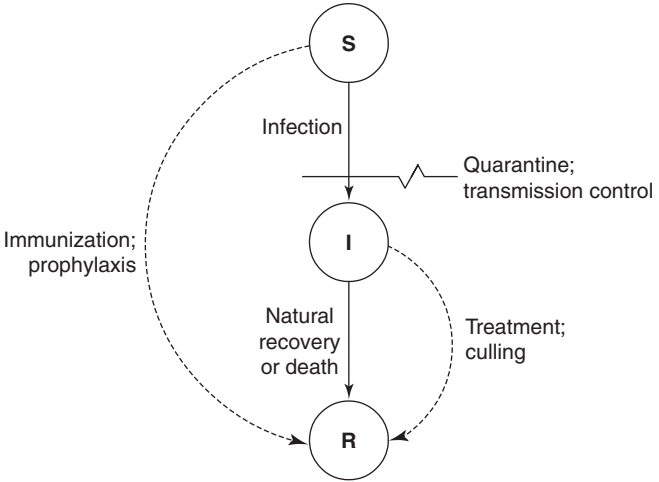 S
Infection
Quarantine;
transmission control
Immunization;
prophylaxis
I
Natural
recovery
or death
Treatment;
culling
R